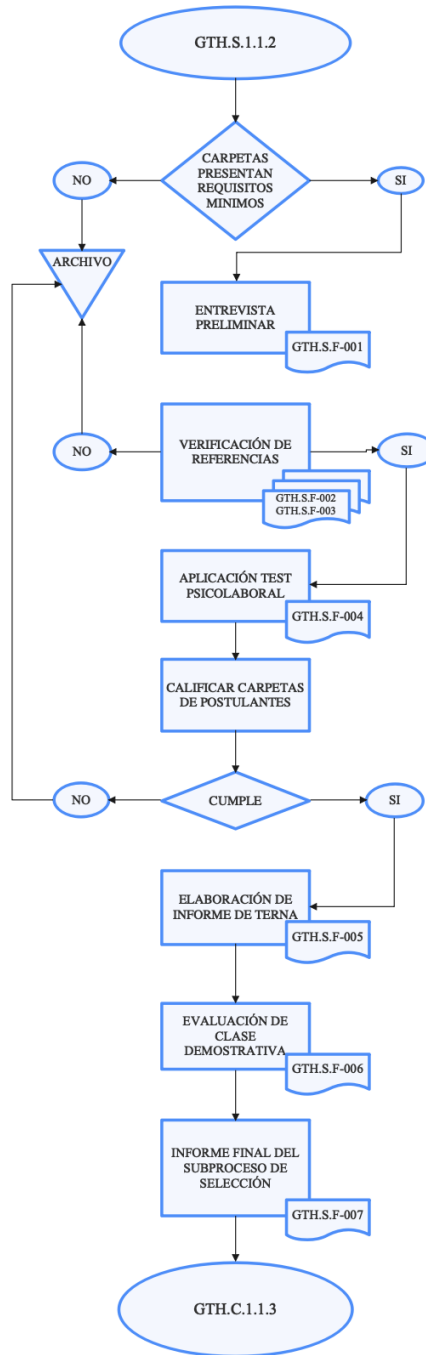 GTH.S.1.1.2
CARPETAS
PRESENTAN
REQUISITOS
MINIMOS
NO
SI
ARCHIVO
ENTREVISTA
PRELIMINAR
GTH.S.F-001
VERIFICACIÓN DE
REFERENCIAS
NO
SI
GTH.S.F-002
GTH.S.F-003
APLICACIÓN TEST
PSICOLABORAL
GTH.S.F-004
CALIFICAR CARPETAS
DE POSTULANTES
NO
CUMPLE
SI
ELABORACIÓN DE
INFORME DE TERNA
GTH.S.F-005
EVALUACIÓN DE
CLASE
DEMOSTRATIVA
GTH.S.F-006
INFORME FINAL DEL
SUBPROCESO DE
SELECCIÓN
GTH.S.F-007
GTH.C.1.1.3